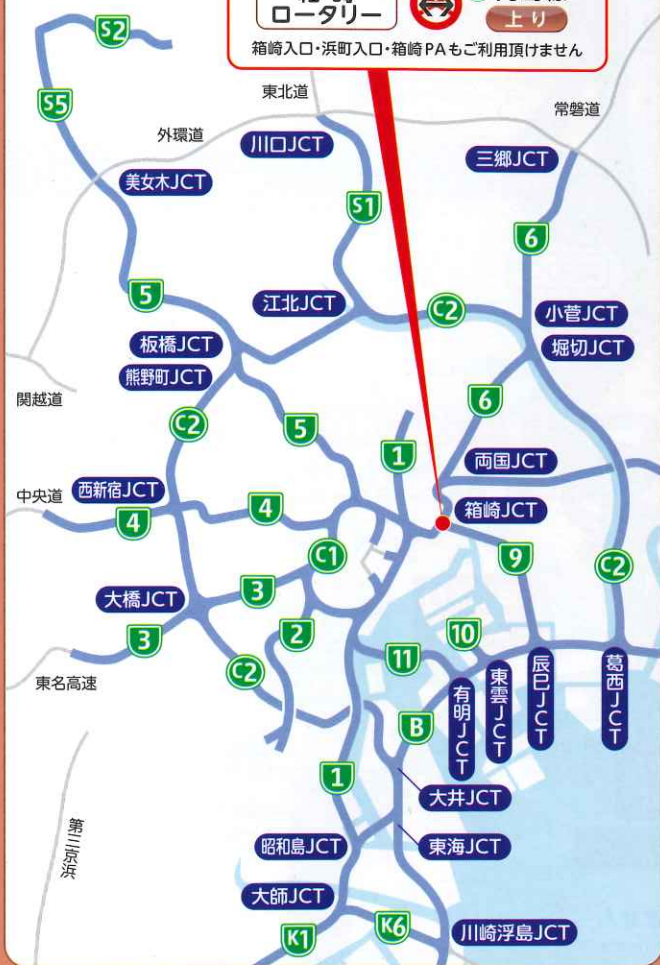 ロータリー
上り
箱崎入口・浜町入口・箱崎PAもご利用頂けません
S2
東北道
S5
常磐道
外環道
川口JCT
三郷JCT
美女木JCT
S1
6
5
江北JCT
C2
小菅JCT
板橋JCT
堀切JCT
熊野町JCT
関越道
6
C2
5
1
両国JCT
中央道
西新宿JCT
箱崎JCT
4
4
C1
9
C2
大橋JCT
3
2
10
3
11
東名高速
C2
有明JCT
東雲JCT
辰巳JCT
葛西JCT
B
1
大井JCT
第三京浜
昭和島JCT
東海JCT
大師JCT
K1
K6
川崎浮島JCT